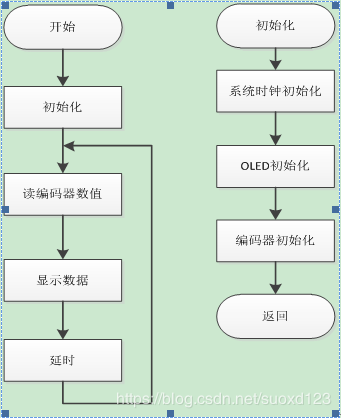 开始
初始化
读编码器数值
显示数据
延时
初始化
系统时钟初始化
OLED初始化
编码器初始化
返回
https://blog.csdn.net/suoxd123